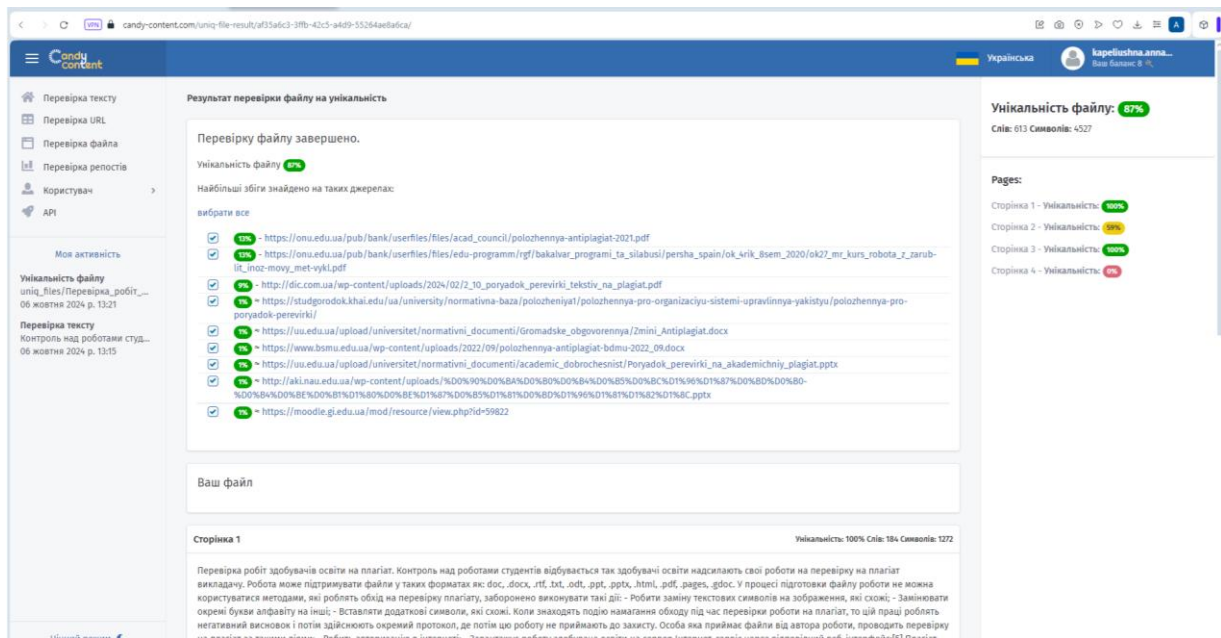 VPN candy-content.com/uniq-file-result/af35a6c3-3ffb-42c5-a4d9-55264ae8a6ca/
Candy content
Українська
kapeliushna.anna...
Ваш баланс 8
Перевірка тексту
Перевірка URL
Перевірка файла
Перевірка репостів
Користувач
API
Моя активність
Унікальність файлу
uniq_files/Перевірка_робіт_...
06 жовтня 2024 р. 13:21
Перевірка тексту
Контроль над роботами студ...
06 жовтня 2024 р. 13:15
Результат перевірки файлу на унікальність
Перевірку файлу завершено.
Унікальність файлу 87%
Найбільші збіги знайдено на таких джерелах:
вибрати все
13% - https://onu.edu.ua/pub/bank/userfiles/files/acad_council/polozhennya-antiplagiat-2021.pdf
13% - https://onu.edu.ua/pub/bank/userfiles/files/edu-programm/rgf/bakalvar_programi_ta_silabusi/persha_spain/ok_4rik_8sem_2020/ok27_mr_kurs_robota_z_zarub-
lit_inoz-movy_met-vykl.pdf
9% - http://dic.com.ua/wp-content/uploads/2024/02/2_10_poryadok_perevirki_tekstiv_na_plagiat.pdf
1% ~ https://studgorodok.khai.edu/ua/university/normativna-baza/polozheniya1/polozhennya-pro-organizaciyu-sistemi-upravlinnya-yakistyu/polozhennya-pro-
poryadok-perevirki/
1% ~ https://uu.edu.ua/upload/universitet/normativni_documenti/Gromadske_obgovorennya/Zmini_Antiplagiat.docx
1% ~ https://www.bsmu.edu.ua/wp-content/uploads/2022/09/polozhennya-antiplagiat-bdmu-2022_09.docx
1% ~ https://uu.edu.ua/upload/universitet/normativni_documenti/academic_dobrochesnist/Poryadok_perevirki_na_akademichniy_plagiat.pptx
1% ~ http://aki.nau.edu.ua/wp-content/uploads/%D0%90%D0%BA%D0%B0%D0%B4%D0%B5%D0%BC%D1%96%D1%87%D0%BD%D0%B0-
%D0%B4%D0%BE%D0%B1%D1%80%D0%BE%D1%87%D0%B5%D1%81%D0%BD%D1%96%D1%81%D1%82%D1%8C.pptx
1% ~ https://moodle.gi.edu.ua/mod/resource/view.php?id=59822
Ваш файл
Сторінка 1
Унікальність: 100% Слів: 184 Символів: 1272
Перевірка робіт здобувачів освіти на плагіат. Контроль над роботами студентів відбувається так здобувачі освіти надсилають свої роботи на перевірку на плагіат
викладачу. Робота може підтримувати файли у таких форматах як: doc, .docx, .rtf, .txt, .odt, .ppt, .pptx, .html, .pdf, .pages, .gdoc. У процесі підготовки файлу роботи не можна
користуватися методами, які роблять обхід на перевірку плагіату, заборонено виконувати такі дії: - Робити заміну текстових символів на зображення, які схожі; - Замінювати
окремі букви алфавіту на інші; - Вставляти додаткові символи, які схожі. Коли знаходять подію намагання обходу під час перевірки роботи на плагіат, то цій праці роблять
негативний висновок і потім здійснюють окремий протокол, де потім цю роботу не приймають до захисту. Особа яка приймає файли від автора роботи, проводить перевірку
Унікальність файлу: 87%
Слів: 613 Символів: 4527
Pages:
Сторінка 1 - Унікальність: 100%
Сторінка 2 - Унікальність: 59%
Сторінка 3 - Унікальність: 100%
Сторінка 4 - Унікальність: 0%